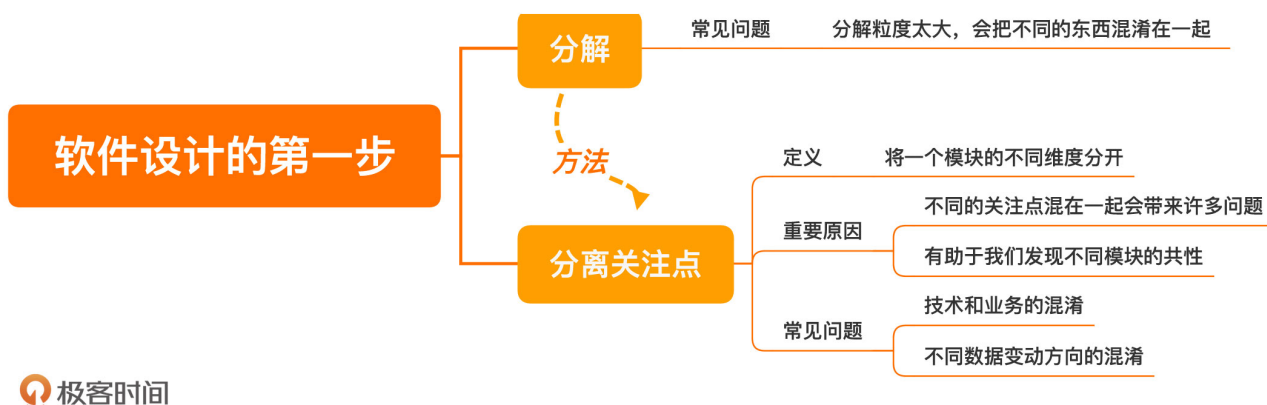 软件设计的第一步
分解
常见问题
分解粒度太大，会把不同的东西混淆在一起
方法
分离关注点
定义
将一个模块的不同维度分开
重要原因
不同的关注点混在一起会带来许多问题
有助于我们发现不同模块的共性
常见问题
技术和业务的混淆
不同数据变动方向的混淆
极客时间